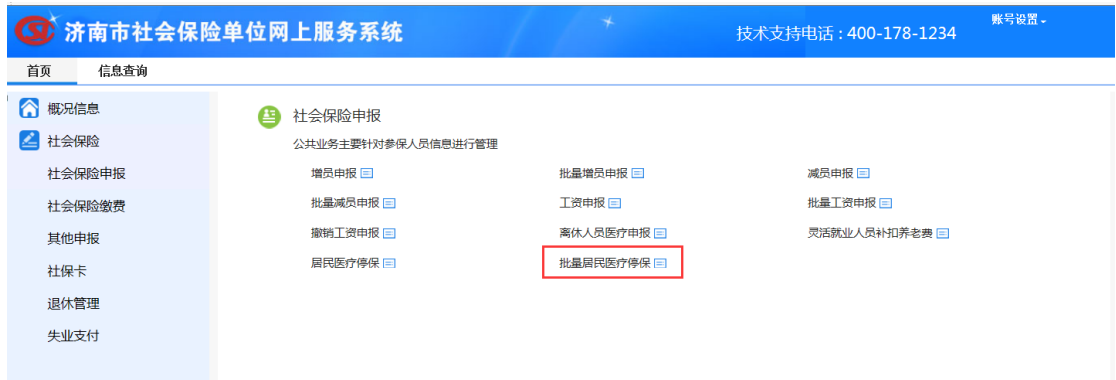 济南市社会保险单位网上服务系统
技术支持电话：400-178-1234
账号设置
首页 信息查询
概况信息
社会保险
社会保险申报
社会保险缴费
其他申报
社保卡
退休管理
失业支付
社会保险申报
公共业务主要针对参保人员信息进行管理
增员申报 批量增员申报 减员申报
批量减员申报 工资申报 批量工资申报
撤销工资申报 离休人员医疗申报 灵活就业人员补扣养老费
居民医疗停保 批量居民医疗停保